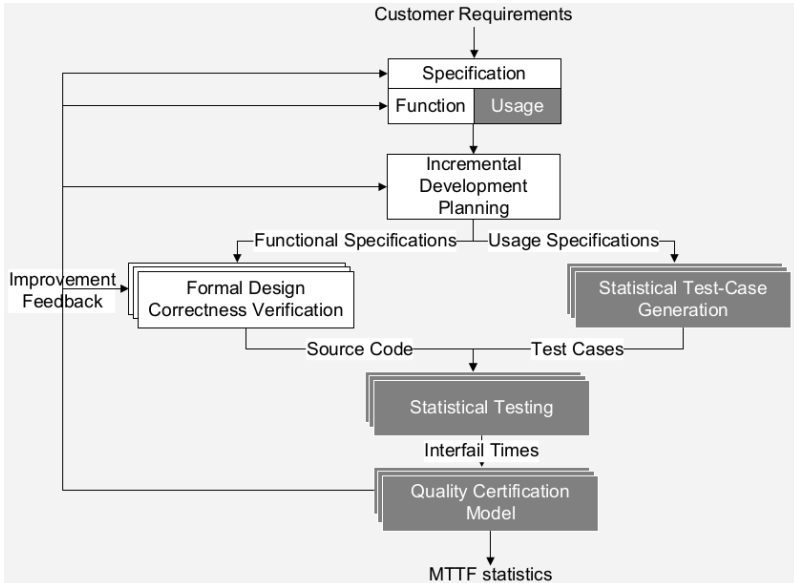 Customer Requirements
Specification
Function
Usage
Incremental
Development
Planning
Functional Specifications
Usage Specifications
Improvement
Feedback
Formal Design
Correctness Verification
Statistical Test-Case
Generation
Source Code
Test Cases
Statistical Testing
Interfail Times
Quality Certification
Model
MTTF statistics